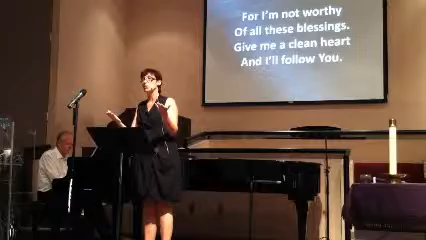 For I'm not worthy
Of all these blessings.
Give me a clean heart
And I'll follow You.